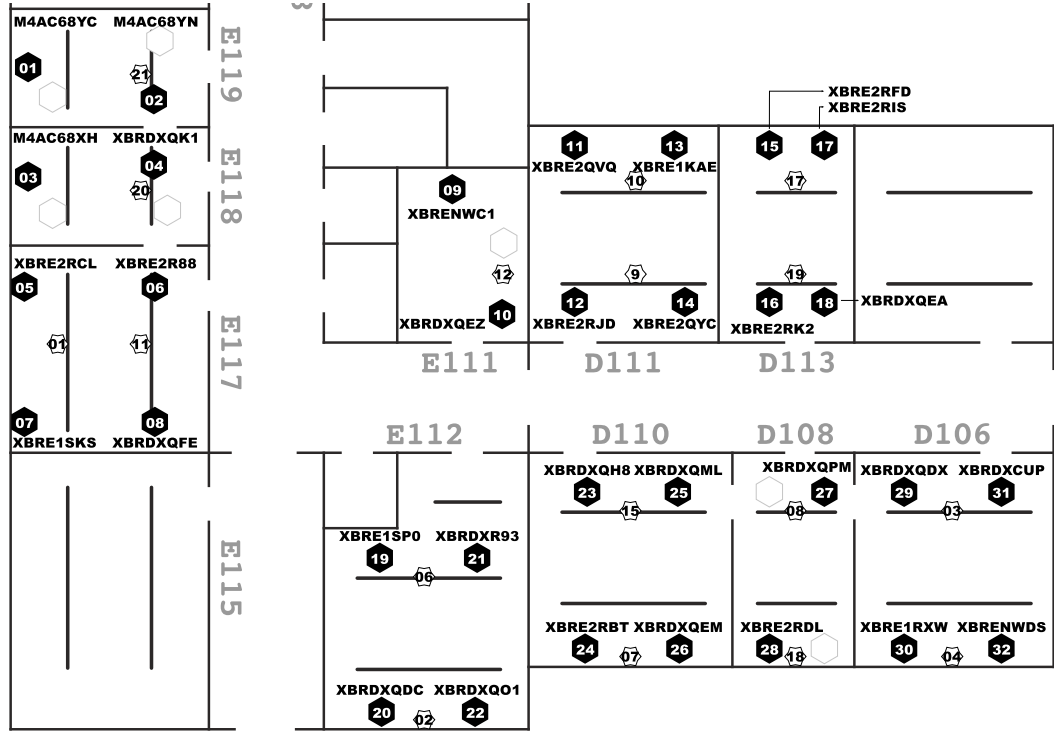 M4AC68YC M4AC68YN
01
21
02
E119
M4AC68XH XBRDXQK1
04
03
20
E118
XBRE2RCL XBRE2R88
05 06
01 11
E117
07 08
XBRE1SKS XBRDXQFE
E115
XBRE2RFD
XBRE2RIS
11 13 15 17
XBRE2QVQ XBRE1KAE
10 17
09
XBRENWC1
12 9 19
12 14 16 18 XBRDXQEA
10
XBRDXQEZ XBRE2RJD XBRE2QYC XBRE2RK2
E111 D111 D113
E112 D110 D108 D106
XBRDXQH8 XBRDXQML XBRDXQPM XBRDXQDX XBRDXCUP
23 25 27 29 31
15 08 03
XBRE1SP0 XBRDXR93
19 21
06
XBRE2RBT XBRDXQEM XBRE2RDL XBRE1RXW XBRENWDS
24 07 26 28 18 30 04 32
XBRDXQDC XBRDXQO1
20 02 22